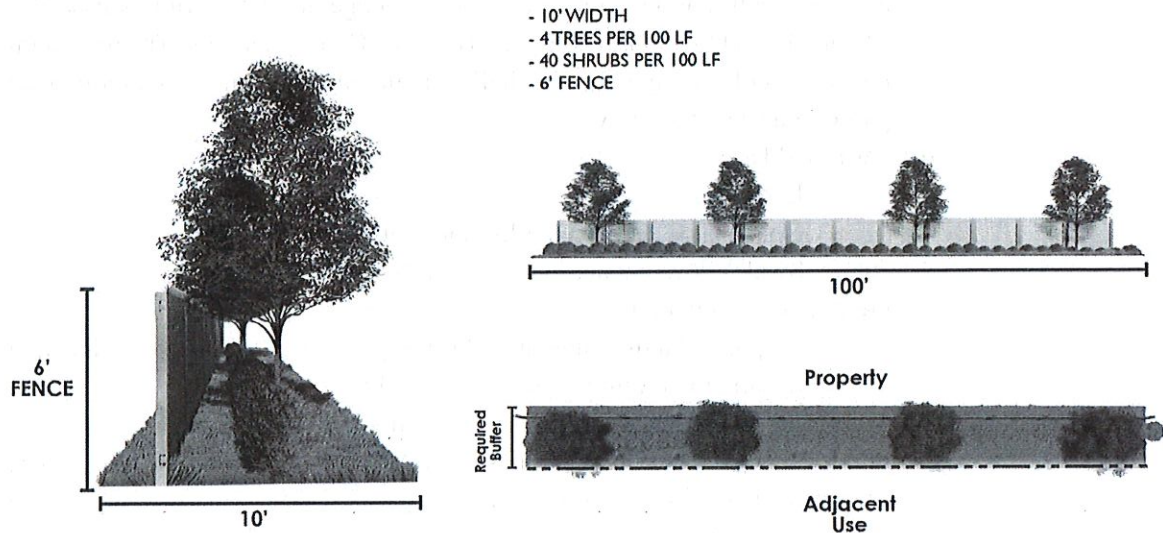 - 10' WIDTH
- 4 TREES PER 100 LF
- 40 SHRUBS PER 100 LF
- 6' FENCE
6'
FENCE
10'
100'
Property
Required
Buffer
Adjacent
Use